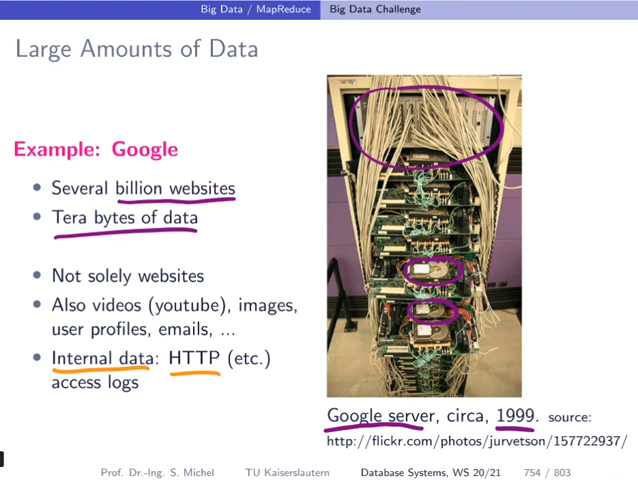 Big Data / MapReduce Big Data Challenge
Large Amounts of Data
Example: Google
• Several billion websites
• Tera bytes of data
• Not solely websites
• Also videos (youtube), images,
user profiles, emails, ...
• Internal data: HTTP (etc.)
access logs
Google server, circa, 1999. source:
http://flickr.com/photos/jurvetson/157722937/
Prof. Dr.-Ing. S. Michel TU Kaiserslautern Database Systems, WS 20/21 754 / 803